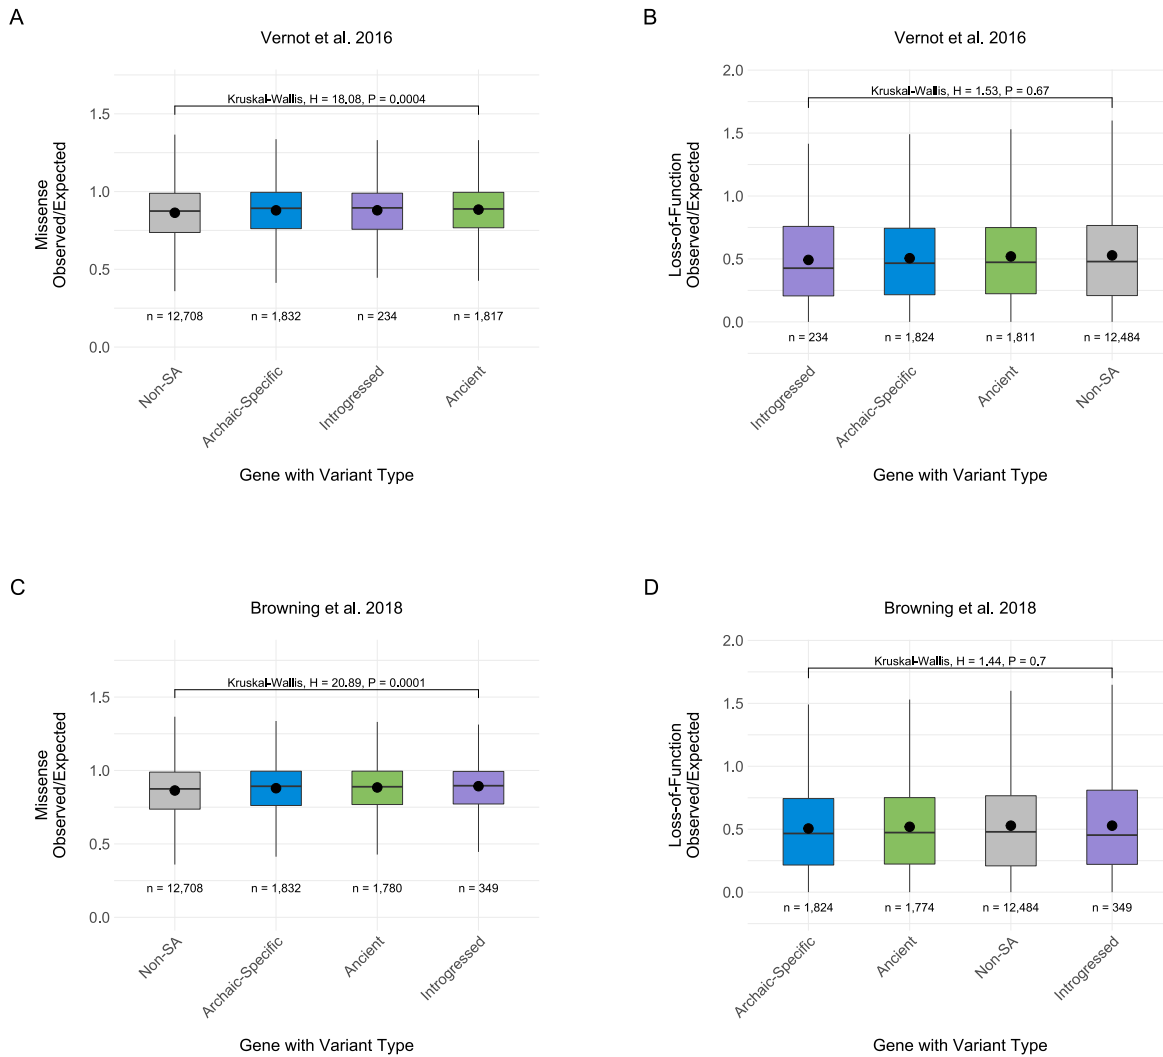 A
Vernot et al. 2016
Missense
Observed/Expected
1.5
1.0
0.5
0.0
Kruskal-Wallis, H = 18.08, P = 0.0004
n = 12,708
n = 1,832
n = 234
n = 1,817
Non-SA
Archaic-Specific
Introgressed
Ancient
Gene with Variant Type
B
Vernot et al. 2016
Loss-of-Function
Observed/Expected
2.0
1.5
1.0
0.5
0.0
Kruskal-Wallis, H = 1.53, P = 0.67
n = 234
n = 1,824
n = 1,811
n = 12,484
Introgressed
Archaic-Specific
Ancient
Non-SA
Gene with Variant Type
C
Browning et al. 2018
Missense
Observed/Expected
1.5
1.0
0.5
0.0
Kruskal-Wallis, H = 20.89, P = 0.0001
n = 12,708
n = 1,832
n = 1,780
n = 349
Non-SA
Archaic-Specific
Ancient
Introgressed
Gene with Variant Type
D
Browning et al. 2018
Loss-of-Function
Observed/Expected
2.0
1.5
1.0
0.5
0.0
Kruskal-Wallis, H = 1.44, P = 0.7
n = 1,824
n = 1,774
n = 12,484
n = 349
Archaic-Specific
Ancient
Non-SA
Introgressed
Gene with Variant Type